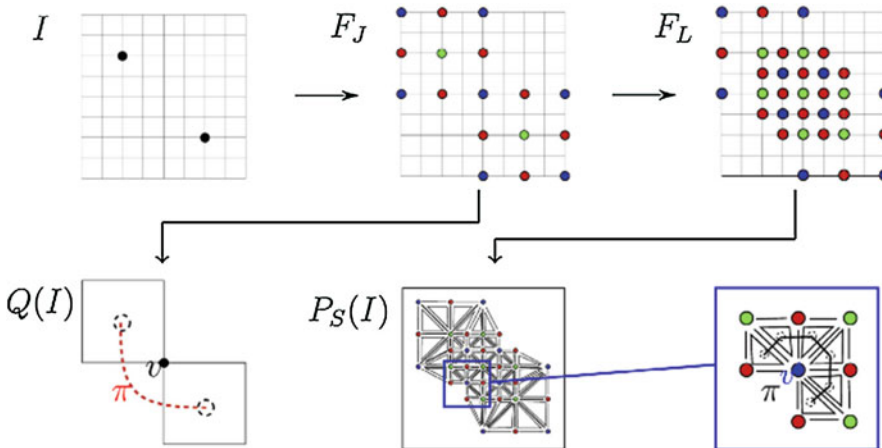 I
F_J
F_L
Q(I)
v
π
P_S(I)
π
v